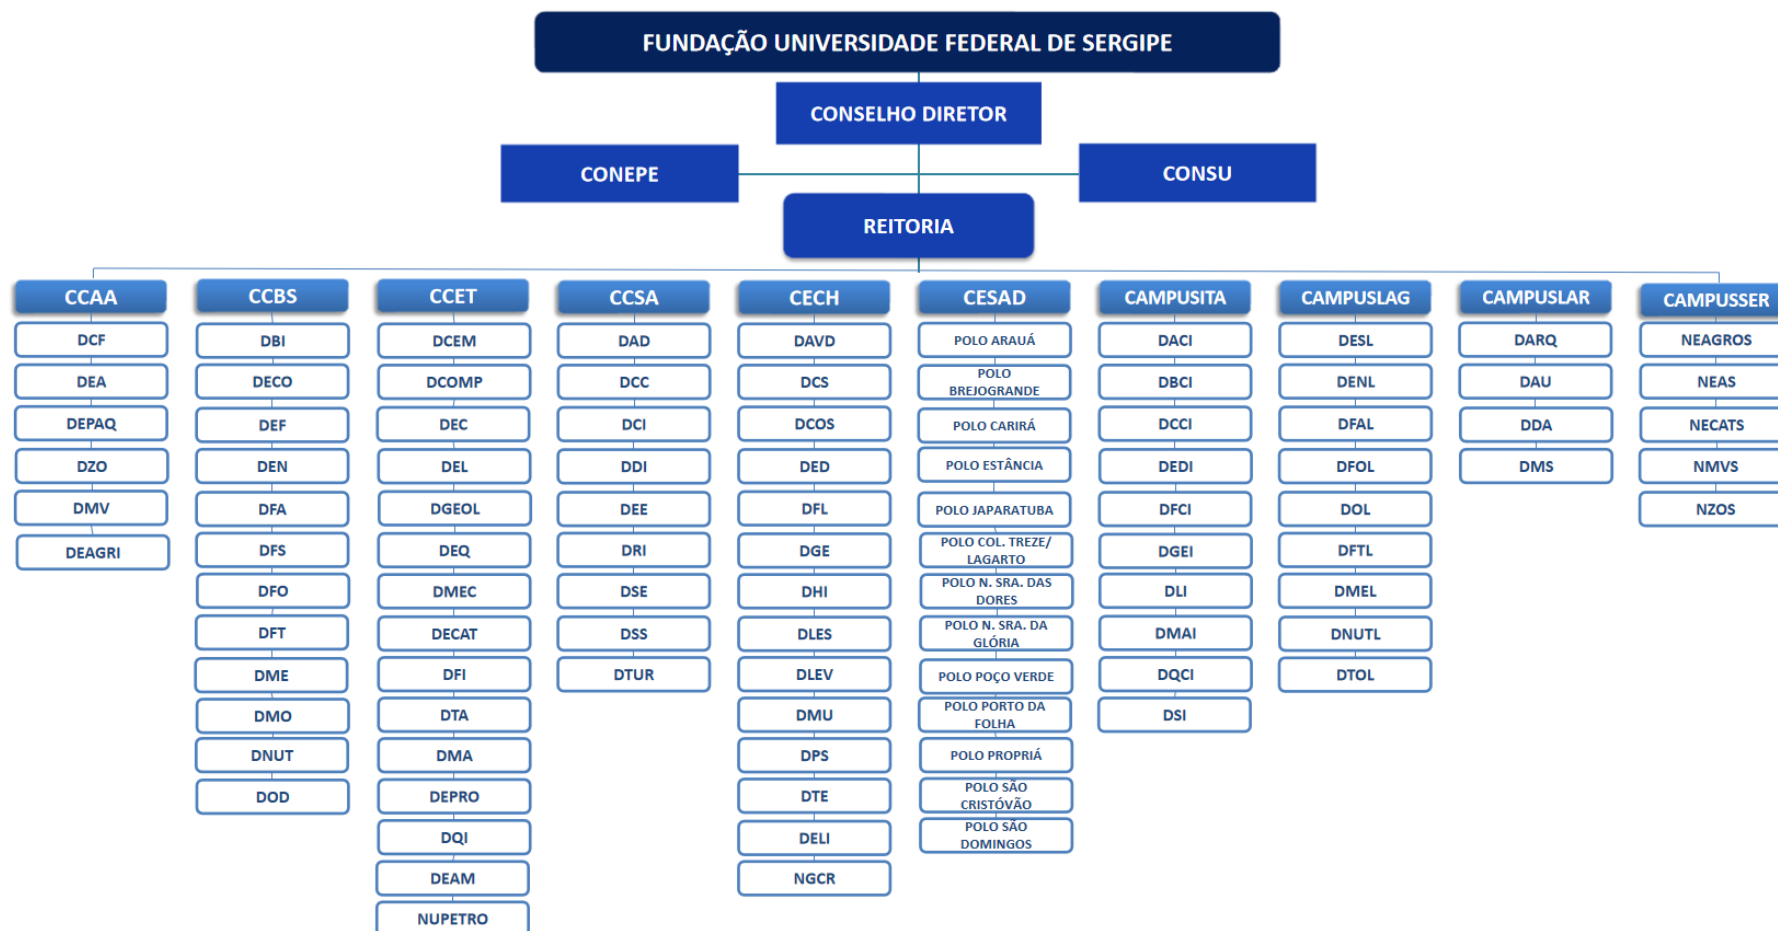 FUNDAÇÃO UNIVERSIDADE FEDERAL DE SERGIPE
CONSELHO DIRETOR
CONEPE
CONSU
REITORIA
CCAA
DCF
DEA
DEPAQ
DZO
DMV
DEAGRI
CCBS
DBI
DECO
DEF
DEN
DFA
DFS
DFO
DFT
DME
DMO
DNUT
DOD
CCET
DCEM
DCOMP
DEC
DEL
DGEOL
DEQ
DMEC
DECAT
DFI
DTA
DMA
DEPRO
DQI
DEAM
NUPETRO
CCSA
DAD
DCC
DCI
DDI
DEE
DRI
DSE
DSS
DTUR
CECH
DAVD
DCS
DCOS
DED
DFL
DGE
DHI
DLES
DLEV
DMU
DPS
DTE
DELI
NGCR
CESAD
POLO ARAUÁ
POLO
BREJOGRANDE
POLO CARIRÁ
POLO ESTÂNCIA
POLO JAPARATUBA
POLO COL. TREZE/
LAGARTO
POLO N. SRA. DAS
DORES
POLO N. SRA. DA
GLÓRIA
POLO POÇO VERDE
POLO PORTO DA
FOLHA
POLO PROPRIÁ
POLO SÃO
CRISTÓVÃO
POLO SÃO
DOMINGOS
CAMPUSITA
DACI
DBCI
DCCI
DEDI
DFCI
DGEI
DLI
DMAI
DQCI
DSI
CAMPUSLAG
DESL
DENL
DFAL
DFOL
DOL
DFTL
DMEL
DNUTL
DTOL
CAMPUSLAR
DARQ
DAU
DDA
DMS
CAMPUSSER
NEAGROS
NEAS
NECATS
NMVS
NZOS